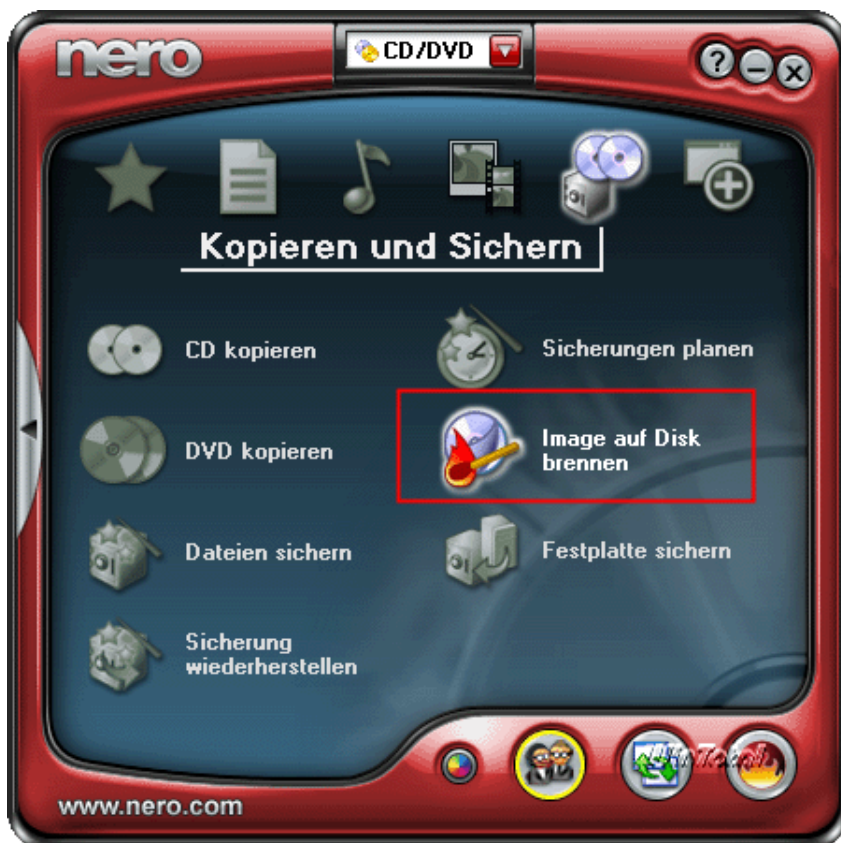 nero
CD/DVD
?
Kopieren und Sichern
CD kopieren
Sicherungen planen
DVD kopieren
Image auf Disk
brennen
Dateien sichern
Festplatte sichern
Sicherung
wiederherstellen
www.nero.com